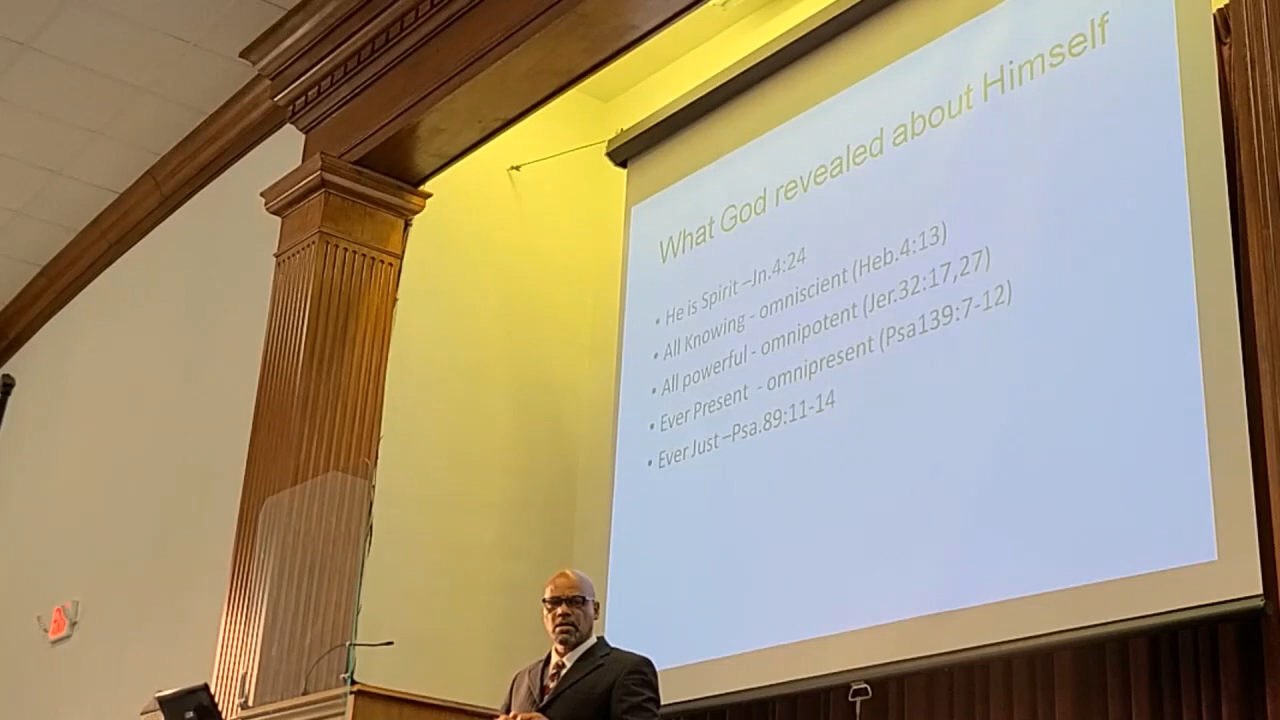 What God revealed about Himself
• He is Spirit –Jn.4:24
• All Knowing - omniscient (Heb.4:13)
• All powerful - omnipotent (Jer.32:17,27)
• Ever Present - omnipresent (Psa139:7-12)
• Ever Just –Psa.89:11-14